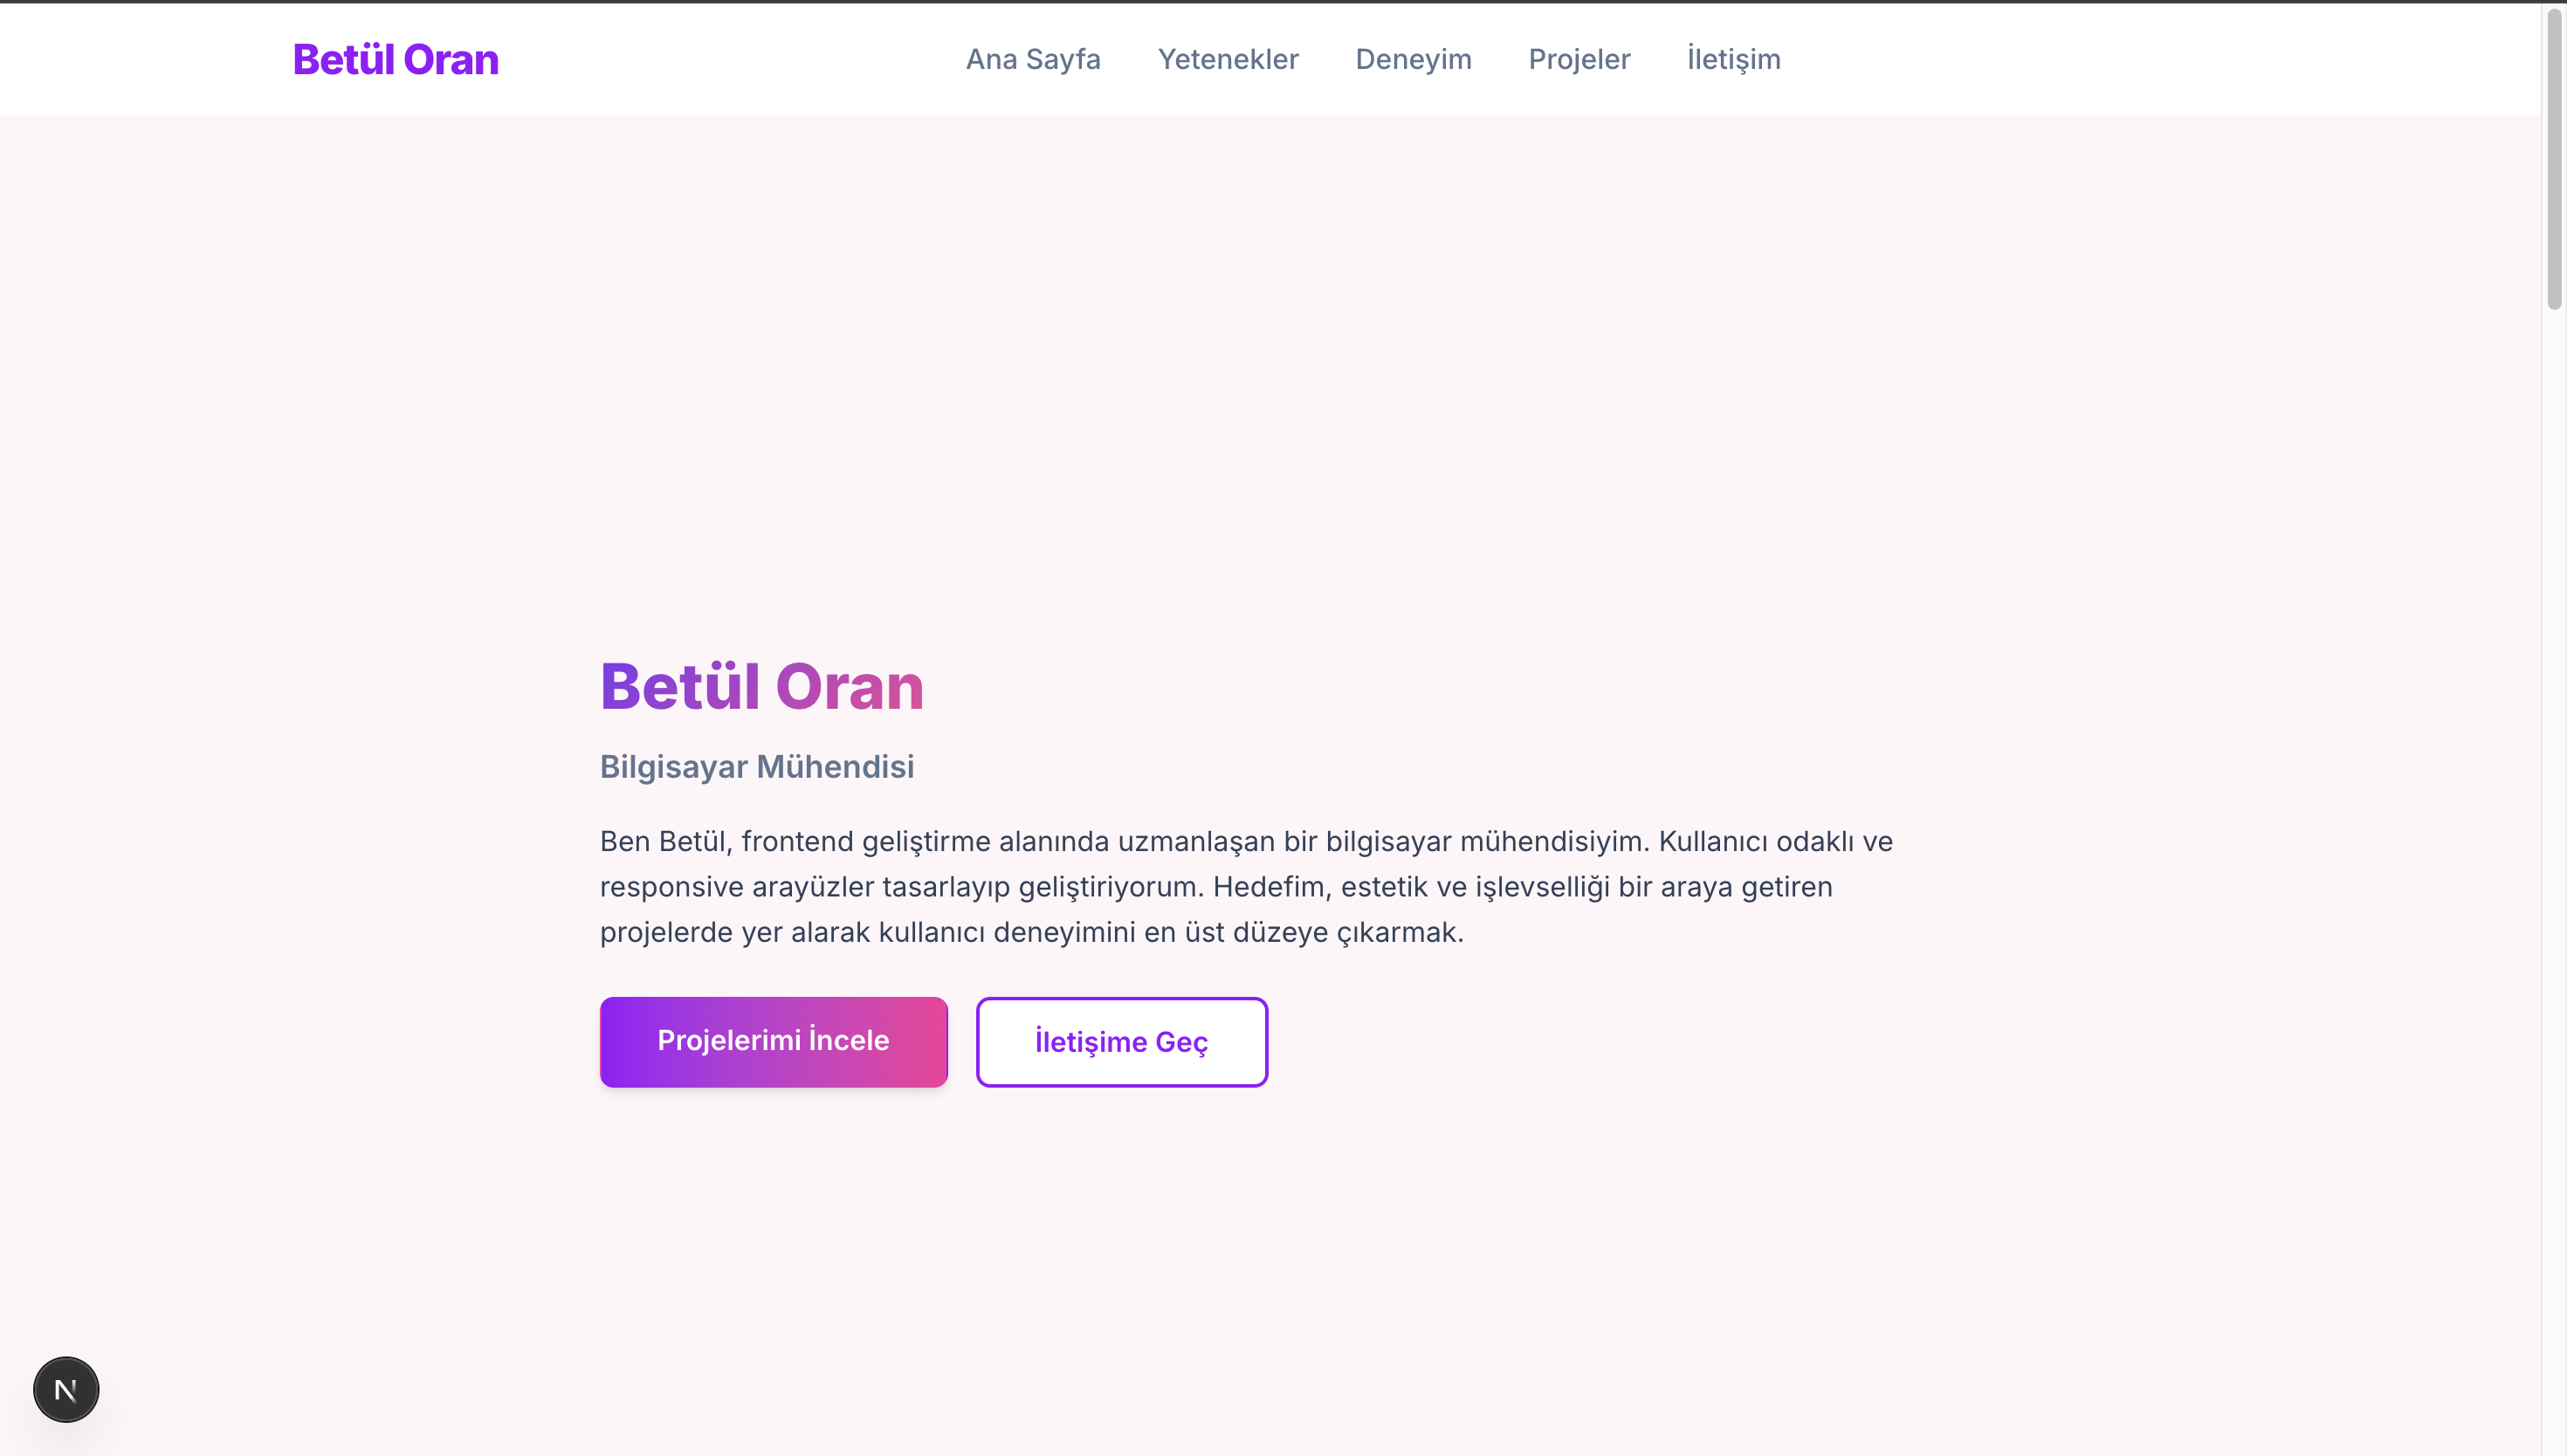 Betül Oran
Ana Sayfa
Yetenekler
Deneyim
Projeler
İletişim
Betül Oran
Bilgisayar Mühendisi
Ben Betül, frontend geliştirme alanında uzmanlaşan bir bilgisayar mühendisiyim. Kullanıcı odaklı ve
responsive arayüzler tasarlayıp geliştiriyorum. Hedefim, estetik ve işlevselliği bir araya getiren
projelerde yer alarak kullanıcı deneyimini en üst düzeye çıkarmak.
Projelerimi İncele
İletişime Geç
N